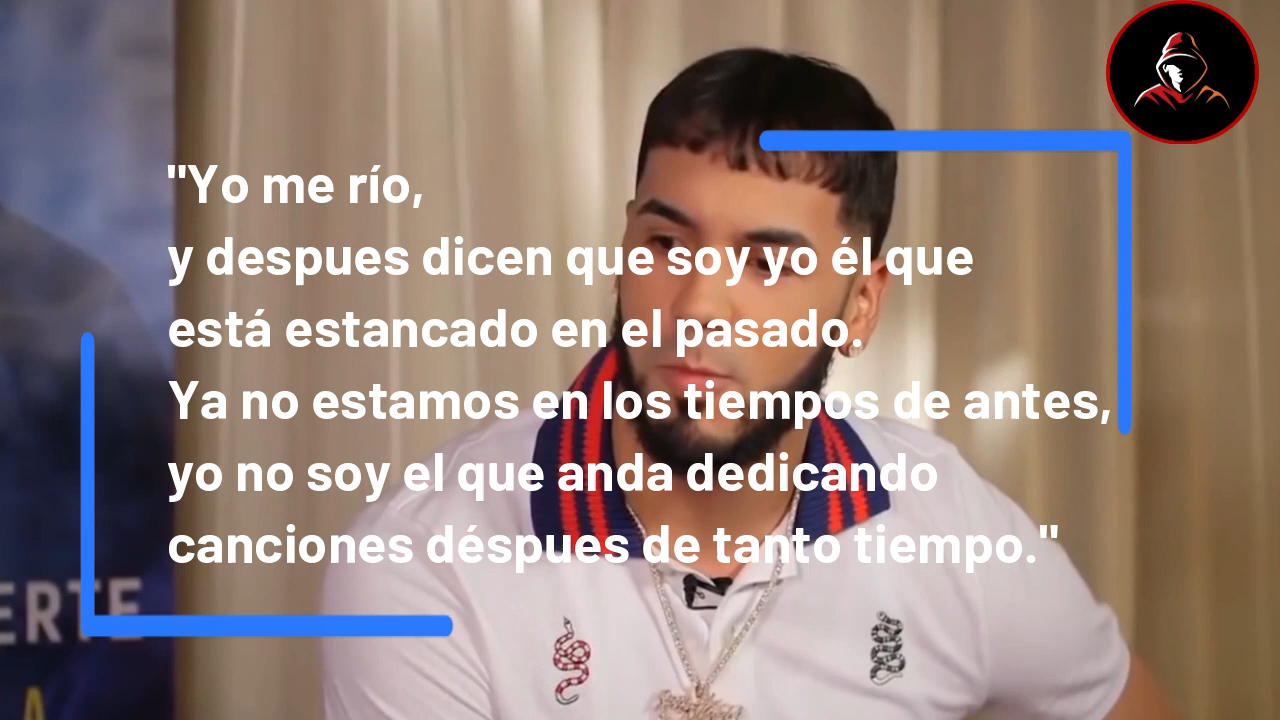 "Yo me río,
y despues dicen que soy yo él que
está estancado en el pasado.
Ya no estamos en los tiempos de antes,
yo no soy el que anda dedicando
canciones déspues de tanto tiempo."
ERTE
A